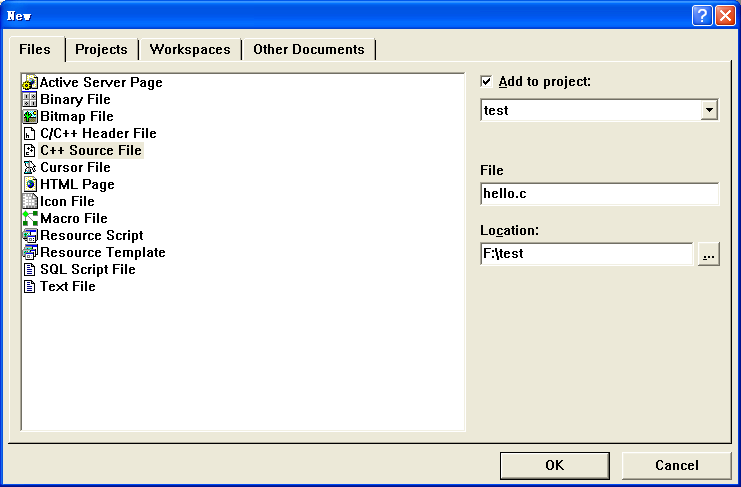 New
Files Projects Workspaces Other Documents
Active Server Page
Binary File
Bitmap File
C/C++ Header File
C++ Source File
Cursor File
HTML Page
Icon File
Macro File
Resource Script
Resource Template
SQL Script File
Text File
Add to project:
test
File
hello.c
Location:
F:\test
...
OK Cancel